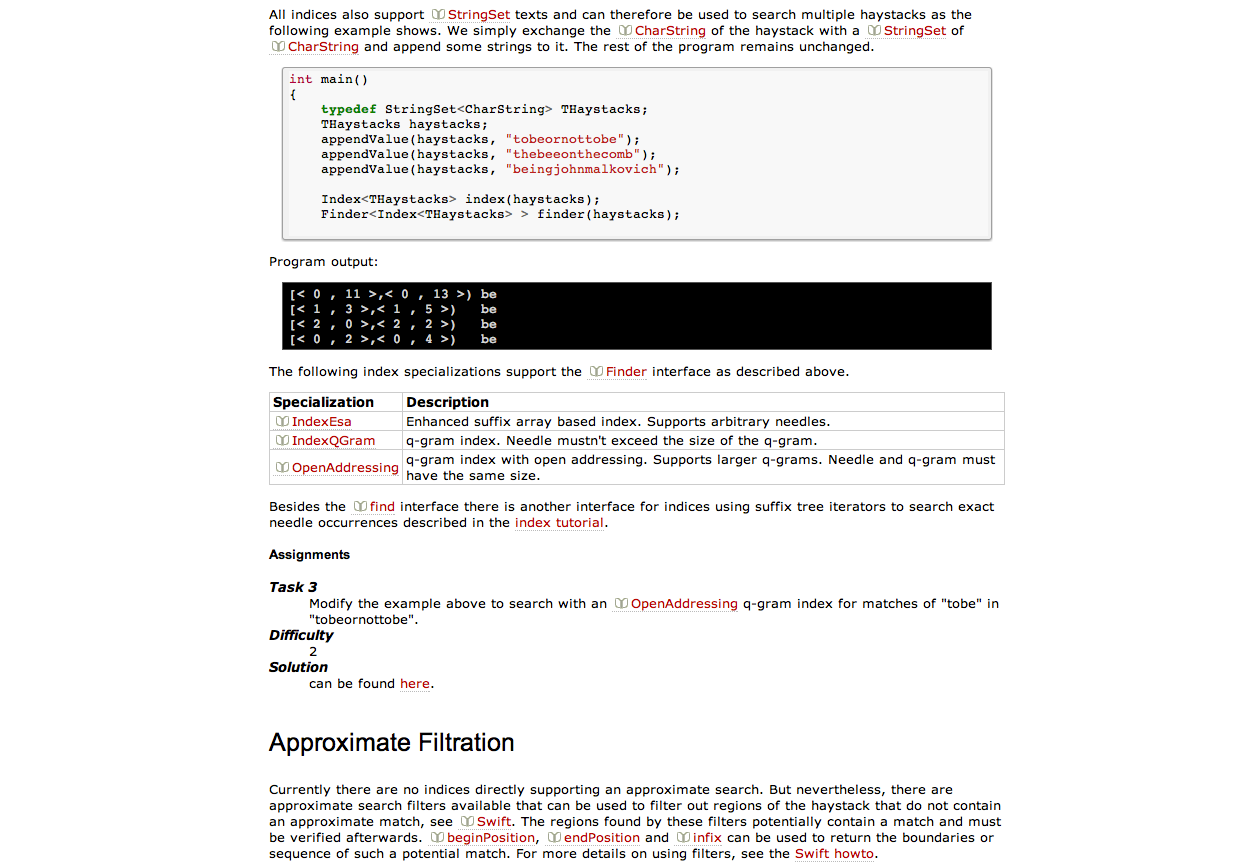 All indices also support StringSet texts and can therefore be used to search multiple haystacks as the
following example shows. We simply exchange the CharString of the haystack with a StringSet of
CharString and append some strings to it. The rest of the program remains unchanged.
int main()
{
    typedef StringSet<CharString> THaystacks;
    THaystacks haystacks;
    appendValue(haystacks, "tobeornottobe");
    appendValue(haystacks, "thebeeonthecomb");
    appendValue(haystacks, "beingjohnmalkovich");
    Index<THaystacks> index(haystacks);
    Finder<Index<THaystacks> > finder(haystacks);
Program output:
[< 0 , 11 >,< 0 , 13 >) be
[< 1 , 3 >,< 1 , 5 >)   be
[< 2 , 0 >,< 2 , 2 >)   be
[< 0 , 2 >,< 0 , 4 >)   be
The following index specializations support the Finder interface as described above.
Specialization Description
IndexEsa Enhanced suffix array based index. Supports arbitrary needles.
IndexQGram q-gram index. Needle mustn't exceed the size of the q-gram.
OpenAddressing q-gram index with open addressing. Supports larger q-grams. Needle and q-gram must
have the same size.
Besides the find interface there is another interface for indices using suffix tree iterators to search exact
needle occurrences described in the index tutorial.
Assignments
Task 3
Modify the example above to search with an OpenAddressing q-gram index for matches of "tobe" in
"tobeornottobe".
Difficulty
2
Solution
can be found here.
Approximate Filtration
Currently there are no indices directly supporting an approximate search. But nevertheless, there are
approximate search filters available that can be used to filter out regions of the haystack that do not contain
an approximate match, see Swift. The regions found by these filters potentially contain a match and must
be verified afterwards. beginPosition, endPosition and infix can be used to return the boundaries or
sequence of such a potential match. For more details on using filters, see the Swift howto.